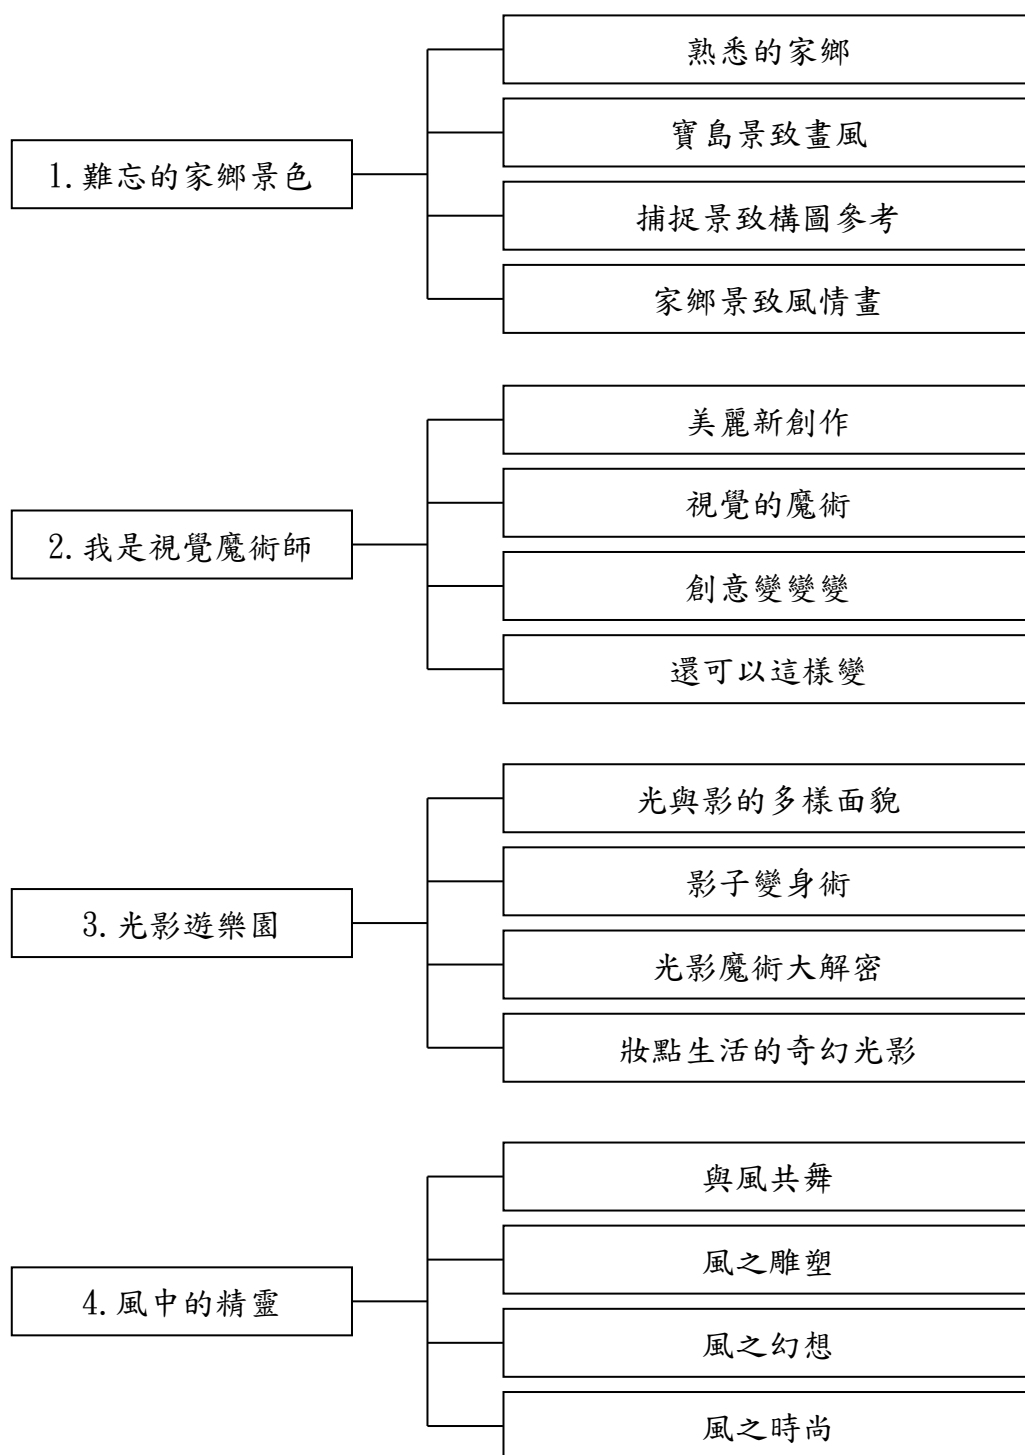 1.難忘的家鄉景色
熟悉的家鄉
寶島景致畫風
捕捉景致構圖參考
家鄉景致風情畫
2.我是視覺魔術師
美麗新創作
視覺的魔術
創意變變變
還可以這樣變
3.光影遊樂園
光與影的多樣面貌
影子變身術
光影魔術大解密
妝點生活的奇幻光影
4.風中的精靈
與風共舞
風之雕塑
風之幻想
風之時尚